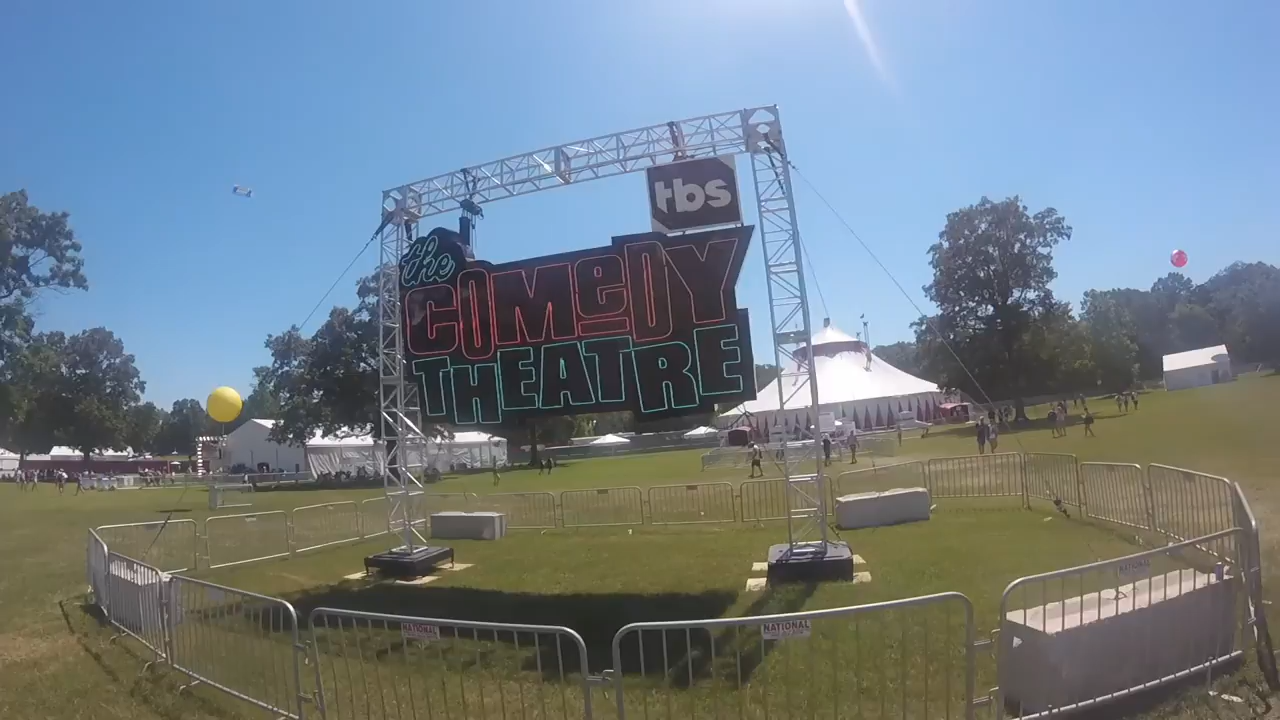 tbs
the
COMeDY
THEATRE
NATIONAL
NATIONAL
NATIONAL